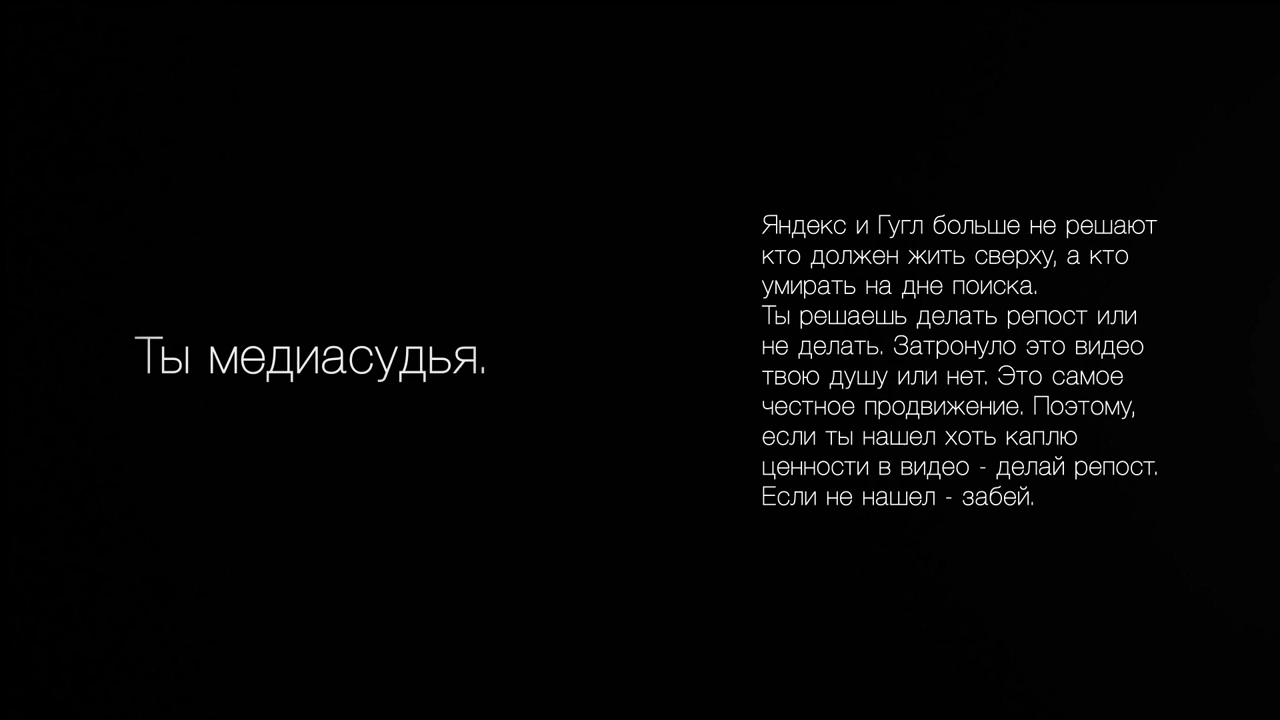 Ты медиасудья.
Яндекс и Гугл больше не решают
кто должен жить сверху, а кто
умирать на дне поиска.
Ты решаешь делать репост или
не делать. Затронуло это видео
твою душу или нет. Это самое
честное продвижение. Поэтому,
если ты нашел хоть каплю
ценности в видео - делай репост.
Если не нашел - забей.